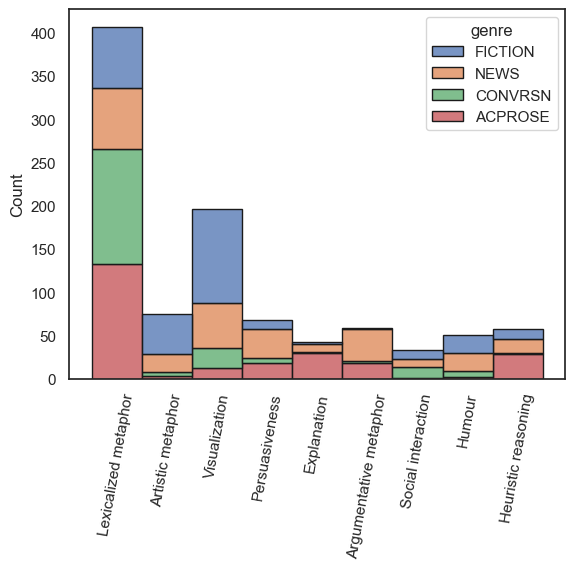 genre
FICTION
NEWS
CONVRSN
ACPROSE
Count
400
350
300
250
200
150
100
50
0
Lexicalized metaphor
Artistic metaphor
Visualization
Persuasiveness
Explanation
Argumentative metaphor
Social interaction
Humour
Heuristic reasoning